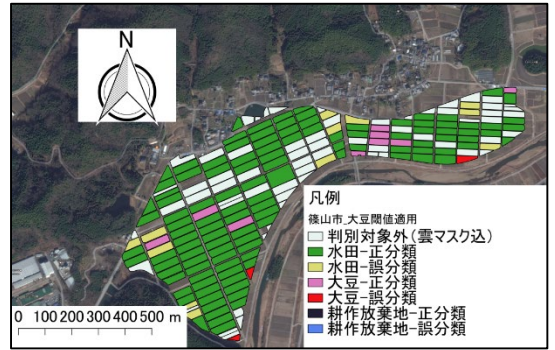 N
凡例
篠山市_大豆閾値適用
判別対象外(雲マスク込)
水田-正分類
水田-誤分類
大豆-正分類
大豆-誤分類
耕作放棄地-正分類
耕作放棄地-誤分類
0 100 200 300 400 500 m